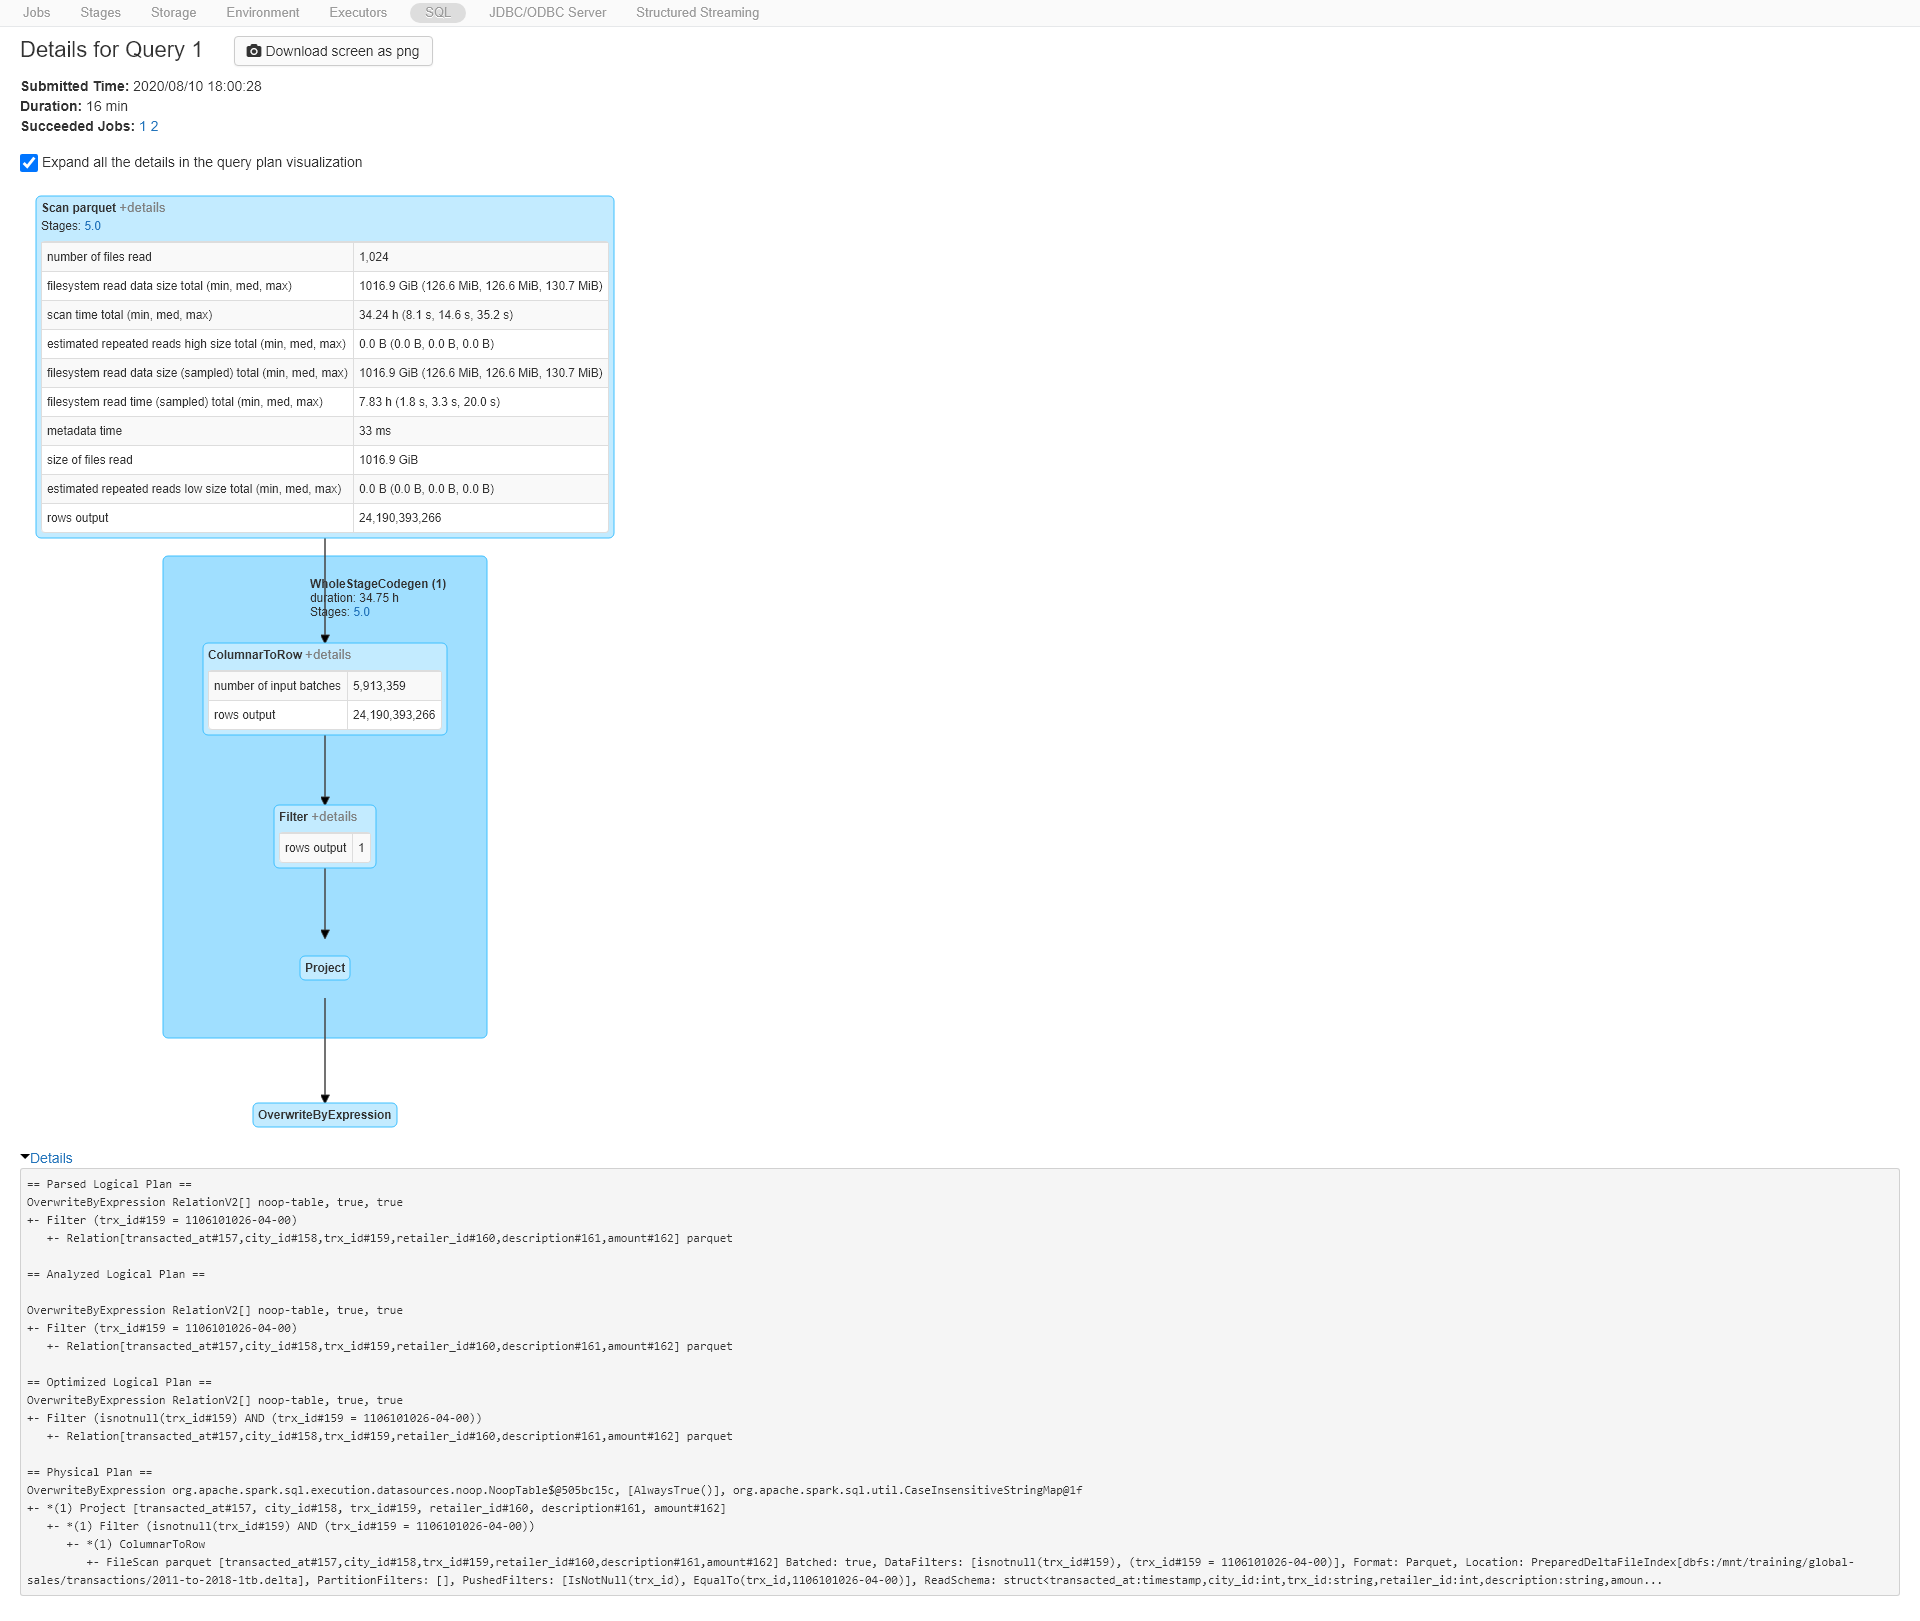 Jobs Stages Storage Environment Executors SQL JDBC/ODBC Server Structured Streaming
Details for Query 1 Download screen as png
Submitted Time: 2020/08/10 18:00:28
Duration: 16 min
Succeeded Jobs: 1 2
Expand all the details in the query plan visualization
Scan parquet +details
Stages: 5.0
number of files read 1,024
filesystem read data size total (min, med, max) 1016.9 GiB (126.6 MiB, 126.6 MiB, 130.7 MiB)
scan time total (min, med, max) 34.24 h (8.1 s, 14.6 s, 35.2 s)
estimated repeated reads high size total (min, med, max) 0.0 B (0.0 B, 0.0 B, 0.0 B)
filesystem read data size (sampled) total (min, med, max) 1016.9 GiB (126.6 MiB, 126.6 MiB, 130.7 MiB)
filesystem read time (sampled) total (min, med, max) 7.83 h (1.8 s, 3.3 s, 20.0 s)
metadata time 33 ms
size of files read 1016.9 GiB
estimated repeated reads low size total (min, med, max) 0.0 B (0.0 B, 0.0 B, 0.0 B)
rows output 24,190,393,266
WholeStageCodegen (1)
duration: 34.75 h
Stages: 5.0
ColumnarToRow +details
number of input batches 5,913,359
rows output 24,190,393,266
Filter +details
rows output 1
Project
OverwriteByExpression
Details
== Parsed Logical Plan ==
OverwriteByExpression RelationV2[] noop-table, true, true
+- Filter (trx_id#159 = 1106101026-04-00)
   +- Relation[transacted_at#157,city_id#158,trx_id#159,retailer_id#160,description#161,amount#162] parquet
== Analyzed Logical Plan ==
OverwriteByExpression RelationV2[] noop-table, true, true
+- Filter (trx_id#159 = 1106101026-04-00)
   +- Relation[transacted_at#157,city_id#158,trx_id#159,retailer_id#160,description#161,amount#162] parquet
== Optimized Logical Plan ==
OverwriteByExpression RelationV2[] noop-table, true, true
+- Filter (isnotnull(trx_id#159) AND (trx_id#159 = 1106101026-04-00))
   +- Relation[transacted_at#157,city_id#158,trx_id#159,retailer_id#160,description#161,amount#162] parquet
== Physical Plan ==
OverwriteByExpression org.apache.spark.sql.execution.datasources.noop.NoopTable$@505bc15c, [AlwaysTrue()], org.apache.spark.sql.util.CaseInsensitiveStringMap@1f
+- *(1) Project [transacted_at#157, city_id#158, trx_id#159, retailer_id#160, description#161, amount#162]
   +- *(1) Filter (isnotnull(trx_id#159) AND (trx_id#159 = 1106101026-04-00))
      +- *(1) ColumnarToRow
         +- FileScan parquet [transacted_at#157,city_id#158,trx_id#159,retailer_id#160,description#161,amount#162] Batched: true, DataFilters: [isnotnull(trx_id#159), (trx_id#159 = 1106101026-04-00)], Format: Parquet, Location: PreparedDeltaFileIndex[dbfs:/mnt/training/global-
sales/transactions/2011-to-2018-1tb.delta], PartitionFilters: [], PushedFilters: [IsNotNull(trx_id), EqualTo(trx_id,1106101026-04-00)], ReadSchema: struct<transacted_at:timestamp,city_id:int,trx_id:string,retailer_id:int,description:string,amoun...